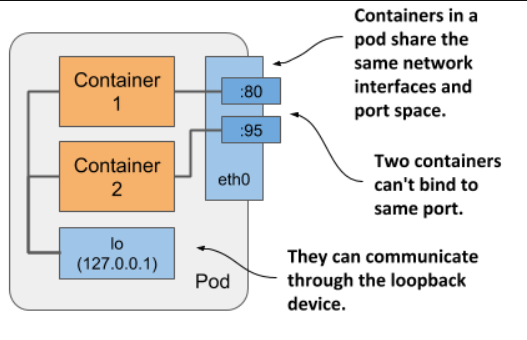 Containers in a
pod share the
same network
interfaces and
port space.
Container
1
:80
:95
Container
2
eth0
Two containers
can't bind to
same port.
lo
(127.0.0.1)
Pod
They can communicate
through the loopback
device.